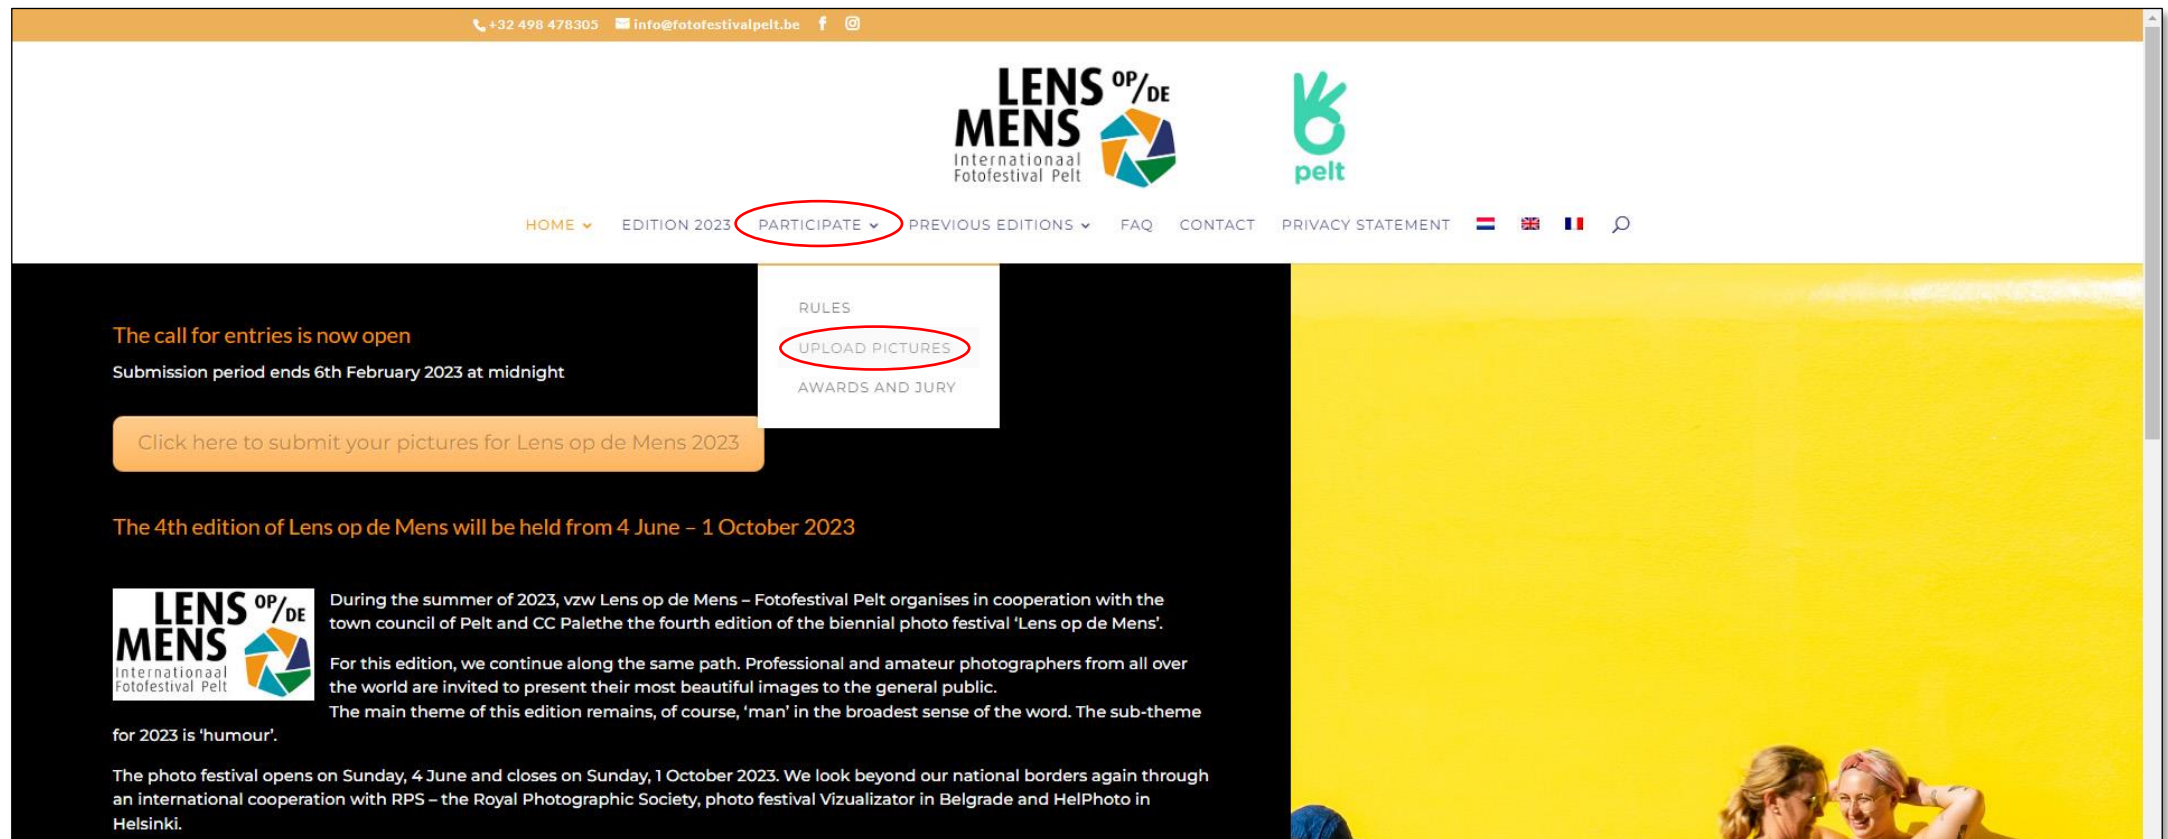 +32 498 478305 info@fotofestivalpelt.be
LENS OP/DE
MENS
Internationaal
Fotofestival Pelt
pelt
HOME EDITION 2023 PARTICIPATE PREVIOUS EDITIONS FAQ CONTACT PRIVACY STATEMENT
RULES
UPLOAD PICTURES
AWARDS AND JURY
The call for entries is now open
Submission period ends 6th February 2023 at midnight
Click here to submit your pictures for Lens op de Mens 2023
The 4th edition of Lens op de Mens will be held from 4 June – 1 October 2023
LENS OP/DE
MENS
Internationaal
Fotofestival Pelt
During the summer of 2023, vzw Lens op de Mens – Fotofestival Pelt organises in cooperation with the
town council of Pelt and CC Palethe the fourth edition of the biennial photo festival ‘Lens op de Mens’.
For this edition, we continue along the same path. Professional and amateur photographers from all over
the world are invited to present their most beautiful images to the general public.
The main theme of this edition remains, of course, ‘man’ in the broadest sense of the word. The sub-theme
for 2023 is ‘humour’.
The photo festival opens on Sunday, 4 June and closes on Sunday, 1 October 2023. We look beyond our national borders again through
an international cooperation with RPS – the Royal Photographic Society, photo festival Vizualizator in Belgrade and HelPhoto in
Helsinki.